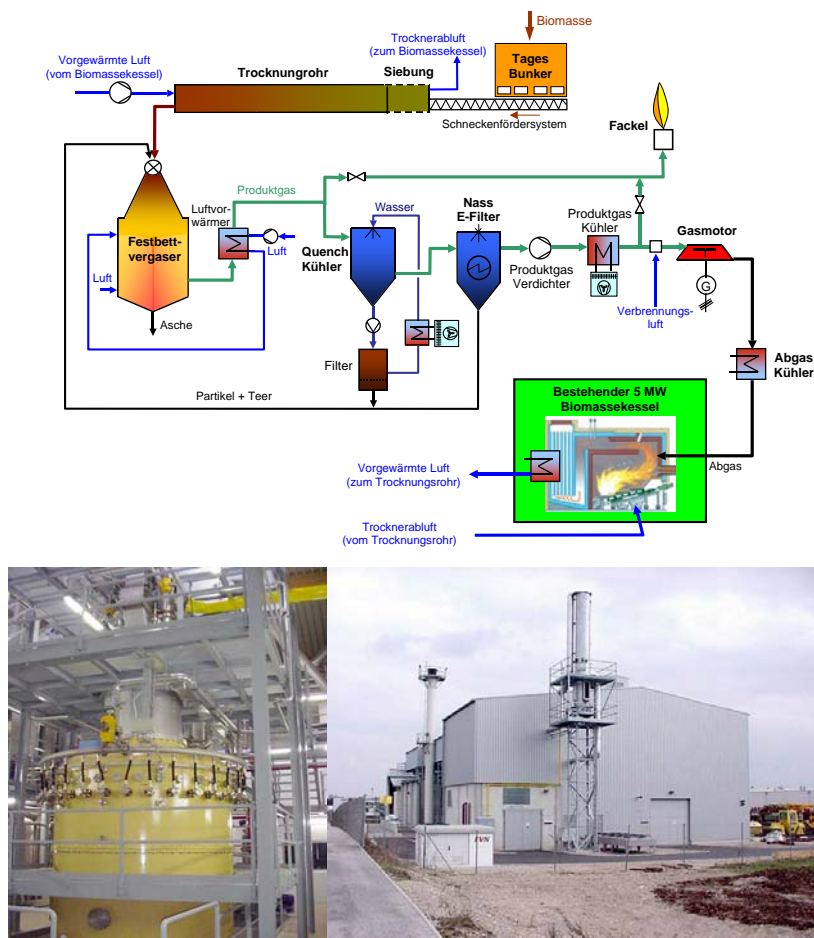 Biomasse
Trocknerabluft
(zum Biomassekessel)
Tages
Bunker
Vorgewärmte Luft
(vom Biomassekessel)
Trocknungrohr
Siebung
Schneckenfördersystem
Fackel
Produktgas
Luftvor-
wärmer
Wasser
Nass
E-Filter
Produktgas
Kühler
Gasmotor
Festbett-
vergaser
Luft
Quench
Kühler
Luft
Produktgas
Verdichter
G
Verbrennungs-
luft
Asche
Filter
Abgas
Kühler
Partikel + Teer
Bestehender 5 MW
Biomassekessel
Abgas
Vorgewärmte Luft
(zum Trocknungsrohr)
Trocknerabluft
(vom Trocknungsrohr)
EVN